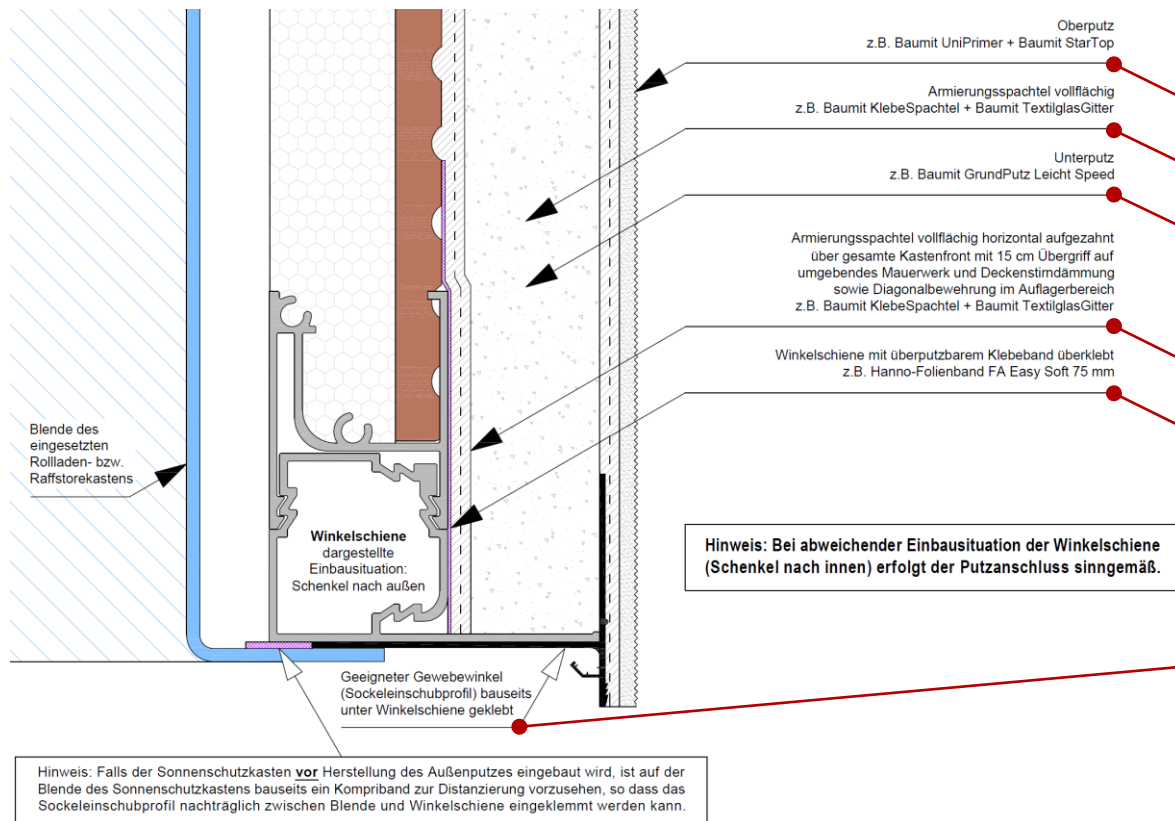 Oberputz
z.B. Baumit UniPrimer + Baumit StarTop
Armierungsspachtel vollflächig
z.B. Baumit KlebeSpachtel + Baumit TextilglasGitter
Unterputz
z.B. Baumit GrundPutz Leicht Speed
Armierungsspachtel vollflächig horizontal aufgezahnt
über gesamte Kastenfront mit 15 cm Übergriff auf
umgebendes Mauerwerk und Deckenstirndämmung
sowie Diagonalbewehrung im Auflagerbereich
z.B. Baumit KlebeSpachtel + Baumit TextilglasGitter
Winkelschiene mit überputzbarem Klebeband überklebt
z.B. Hanno-Folienband FA Easy Soft 75 mm
Blende des
eingesetzten
Rollladen- bzw.
Raffstorekastens
Winkelschiene
dargestellte
Einbausituation:
Schenkel nach außen
Hinweis: Bei abweichender Einbausituation der Winkelschiene
(Schenkel nach innen) erfolgt der Putzanschluss sinngemäß.
Geeigneter Gewebewinkel
(Sockeleinschubprofil) bauseits
unter Winkelschiene geklebt
Hinweis: Falls der Sonnenschutzkasten vor Herstellung des Außenputzes eingebaut wird, ist auf der
Blende des Sonnenschutzkastens bauseits ein Kompriband zur Distanzierung vorzusehen, so dass das
Sockeleinschubprofil nachträglich zwischen Blende und Winkelschiene eingeklemmt werden kann.